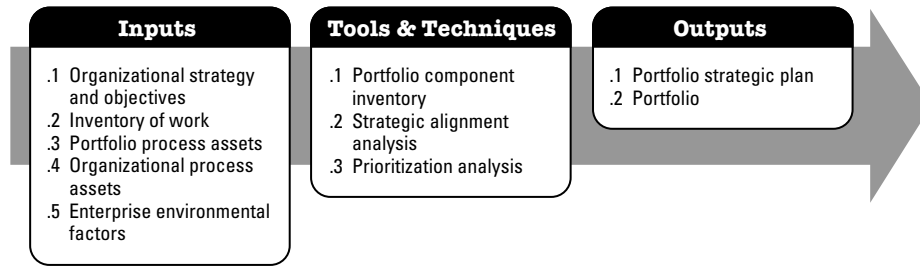 Inputs
.1 Organizational strategy
and objectives
.2 Inventory of work
.3 Portfolio process assets
.4 Organizational process
assets
.5 Enterprise environmental
factors
Tools & Techniques
.1 Portfolio component
inventory
.2 Strategic alignment
analysis
.3 Prioritization analysis
Outputs
.1 Portfolio strategic plan
.2 Portfolio